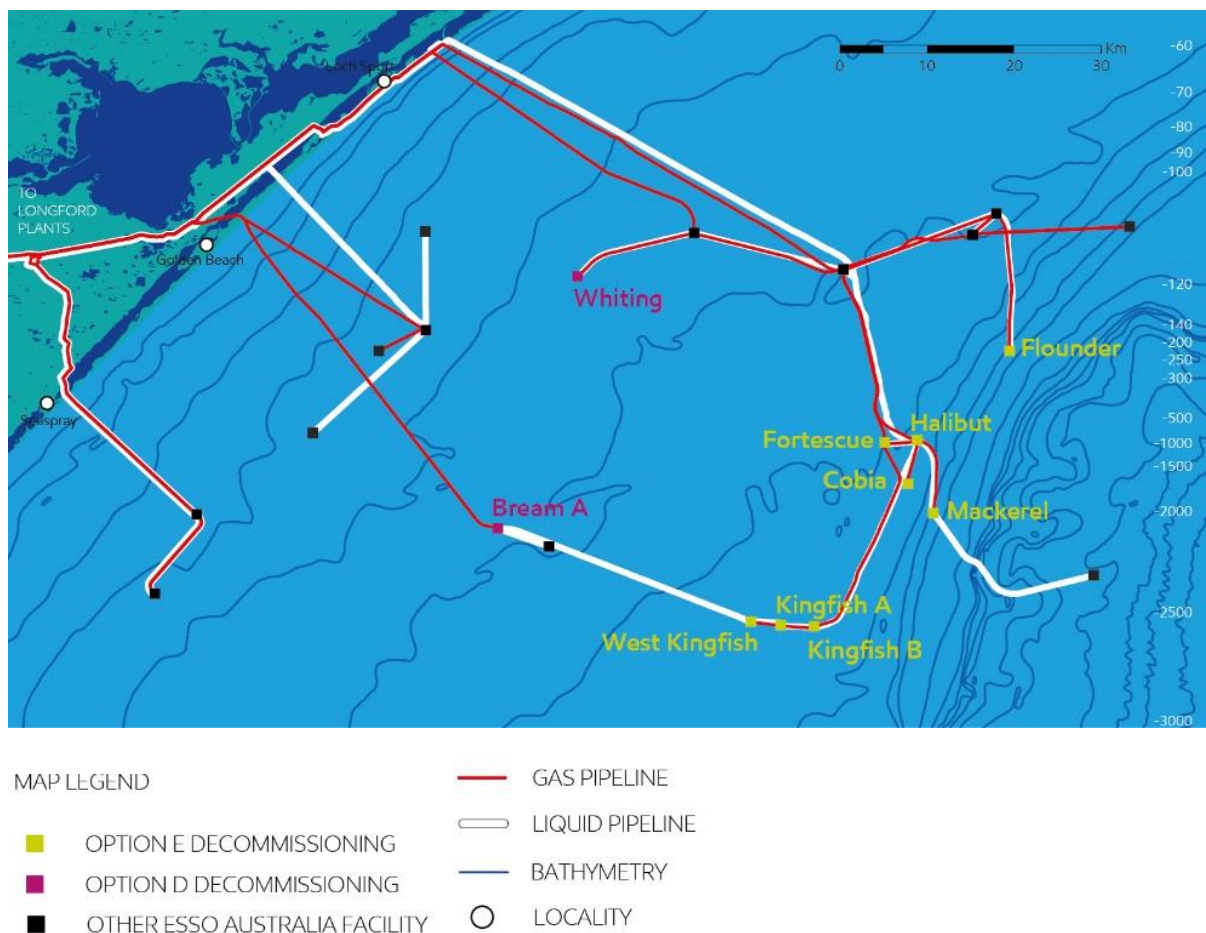 Km
0 10 20 30
-60
-70
-80
-90
-100
-120
-140
-200
-250
-300
-500
-1000
-1500
-2000
-2500
-3000
Loch Sport
TO
LONGFORD
PLANTS
Golden Beach
Seaspray
Whiting
Flounder
Halibut
Fortescue
Cobia
Mackerel
Bream A
Kingfish A
West Kingfish
Kingfish B
MAP LEGEND
OPTION E DECOMMISSIONING
OPTION D DECOMMISSIONING
OTHER ESSO AUSTRALIA FACILITY
GAS PIPELINE
LIQUID PIPELINE
BATHYMETRY
LOCALITY